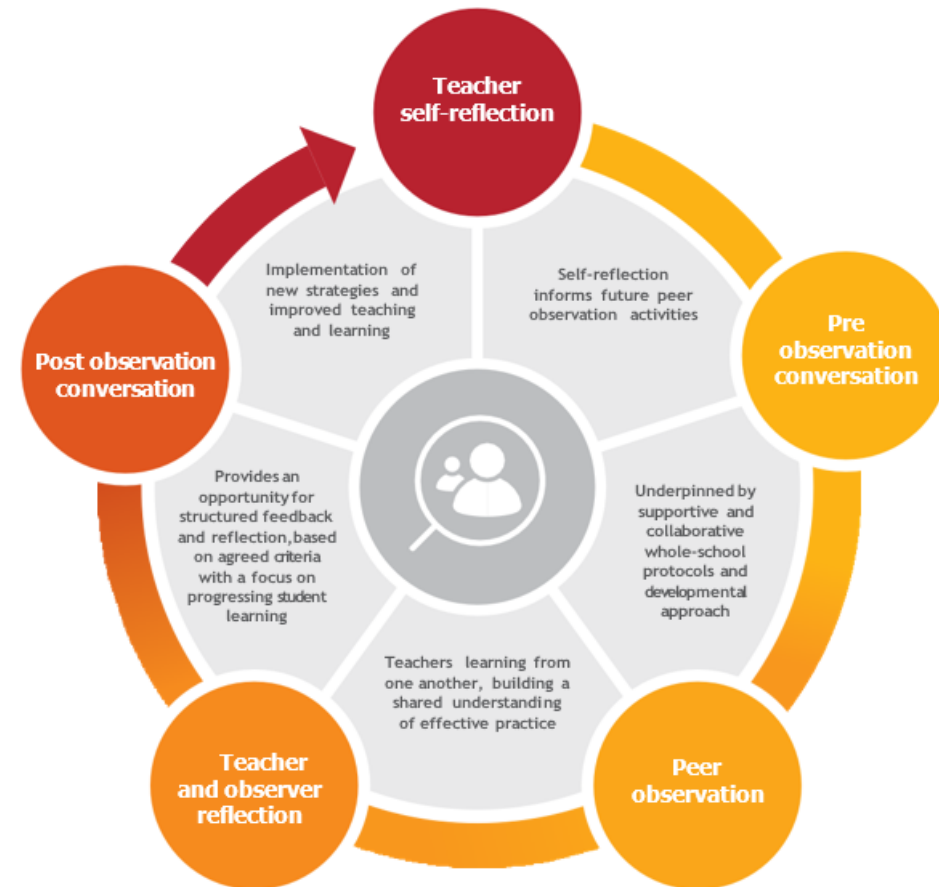 Teacher
self-reflection
Self-reflection
informs future peer
observation activities
Pre
observation
conversation
Underpinned by
supportive and
collaborative
whole-school
protocols and
developmental
approach
Peer
observation
Teachers learning from
one another, building a
shared understanding
of effective practice
Teacher
and observer
reflection
Provides an
opportunity for
structured feedback
and reflection,based
on agreed criteria
with a focus on
progressing student
learning
Post observation
conversation
Implementation of
new strategies and
improved teaching
and learning